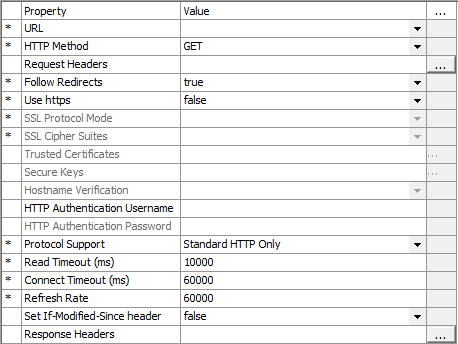 Property Value ...
* URL
* HTTP Method GET
Request Headers ...
* Follow Redirects true
* Use https false
* SSL Protocol Mode
* SSL Cipher Suites
Trusted Certificates ...
Secure Keys ...
Hostname Verification
HTTP Authentication Username
HTTP Authentication Password
* Protocol Support Standard HTTP Only
* Read Timeout (ms) 10000
* Connect Timeout (ms) 60000
* Refresh Rate 60000
Set If-Modified-Since header false
Response Headers ...